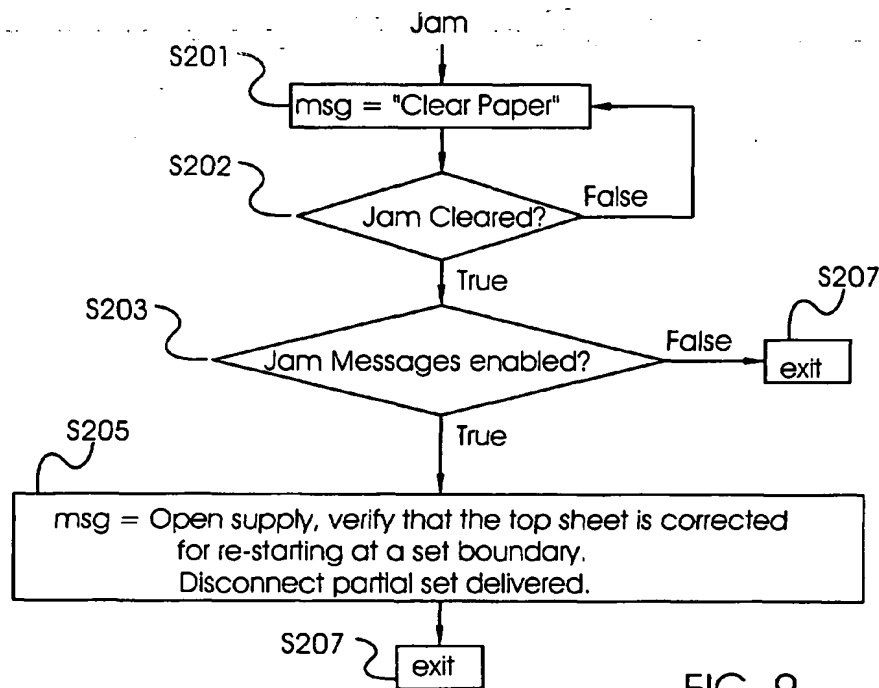 Jam
S201
msg = "Clear Paper"
S202
Jam Cleared?
False
True
S203
Jam Messages enabled?
False
S207
exit
True
S205
msg = Open supply, verify that the top sheet is corrected
for re-starting at a set boundary.
Disconnect partial set delivered.
S207
exit